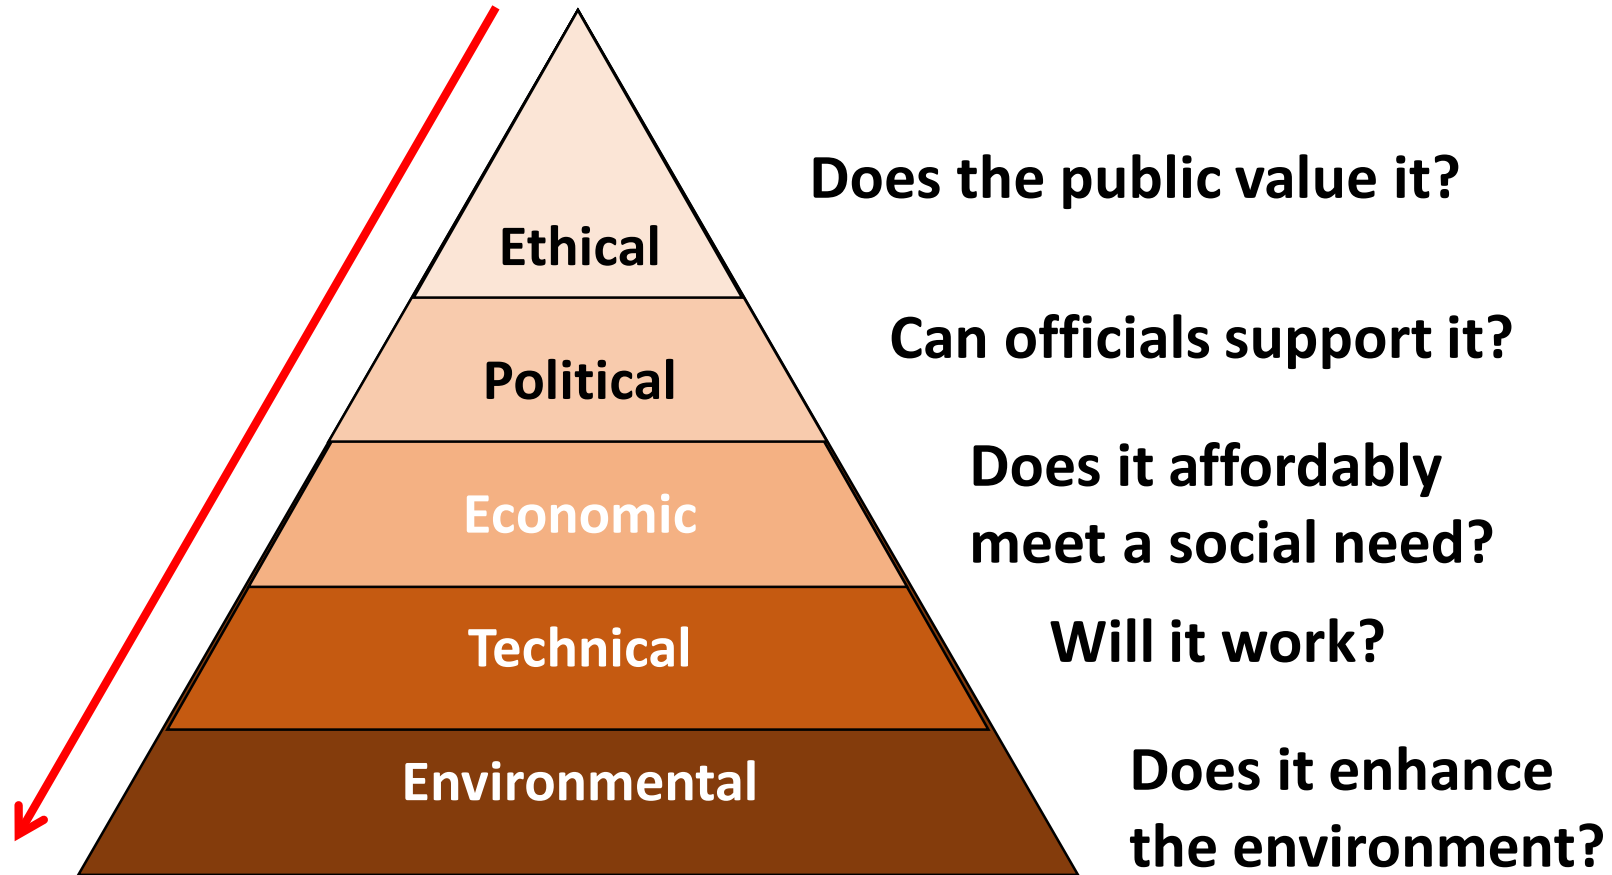 Does the public value it?
Ethical
Can officials support it?
Political
Does it affordably
meet a social need?
Economic
Will it work?
Technical
Does it enhance
the environment?
Environmental